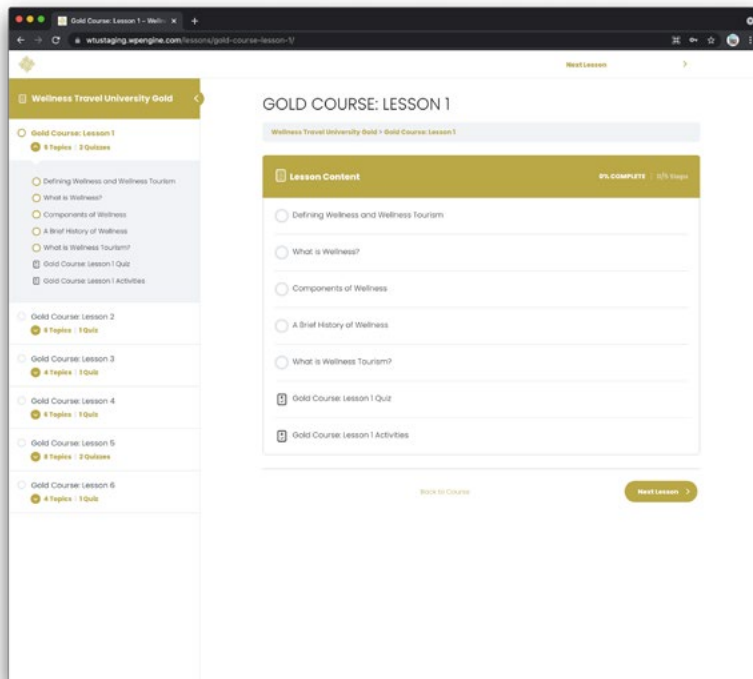 Gold Course: Lesson 1 – Welln
wtustaging.wpengine.com/lessons/gold-course-lesson-1/
Next Lesson
Wellness Travel University Gold
Gold Course: Lesson 1
5 Topics | 2 Quizzes
Defining Wellness and Wellness Tourism
What is Wellness?
Components of Wellness
A Brief History of Wellness
What is Wellness Tourism?
Gold Course: Lesson 1 Quiz
Gold Course: Lesson 1 Activities
Gold Course: Lesson 2
Topics | 1 Quiz
Gold Course: Lesson 3
4 Topics | 1 Quiz
Gold Course: Lesson 4
Topics | 1 Quiz
Gold Course: Lesson 5
Topics | 2 Quizzes
Gold Course: Lesson 6
4 Topics | 1 Quiz
GOLD COURSE: LESSON 1
Wellness Travel University Gold > Gold Course: Lesson 1
Lesson Content
0% COMPLETE | 0/5 Steps
Defining Wellness and Wellness Tourism
What is Wellness?
Components of Wellness
A Brief History of Wellness
What is Wellness Tourism?
Gold Course: Lesson 1 Quiz
Gold Course: Lesson 1 Activities
Back to Course
Next Lesson